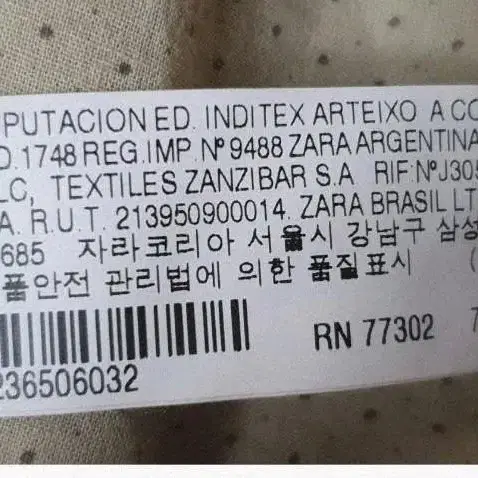 PUTACION ED. INDITEX ARTEIXO A CO
D.1748 REG.IMP.Nº 9488 ZARA ARGENTINA
LC, TEXTILES ZANZIBAR S.A RIF:NºJ305
A. R.U.T. 213950900014. ZARA BRASIL LT
685 자라코리아 서울시 강남구 삼성
품안전 관리법에 의한 품질표시 (
RN 77302 7
236506032